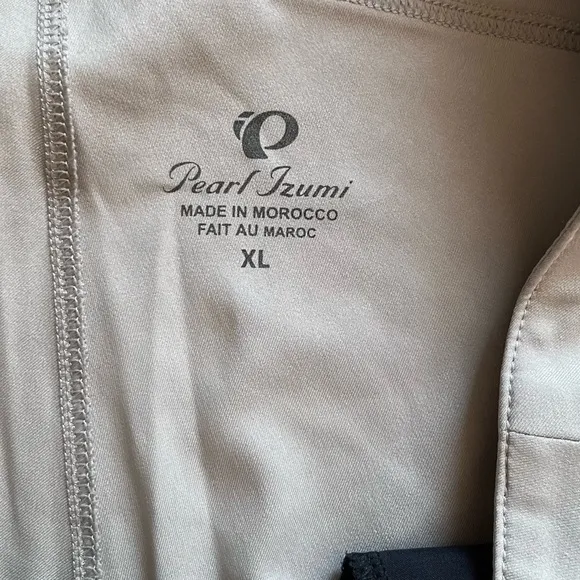 Pearl Izumi
MADE IN MOROCCO
FAIT AU MAROC
XL